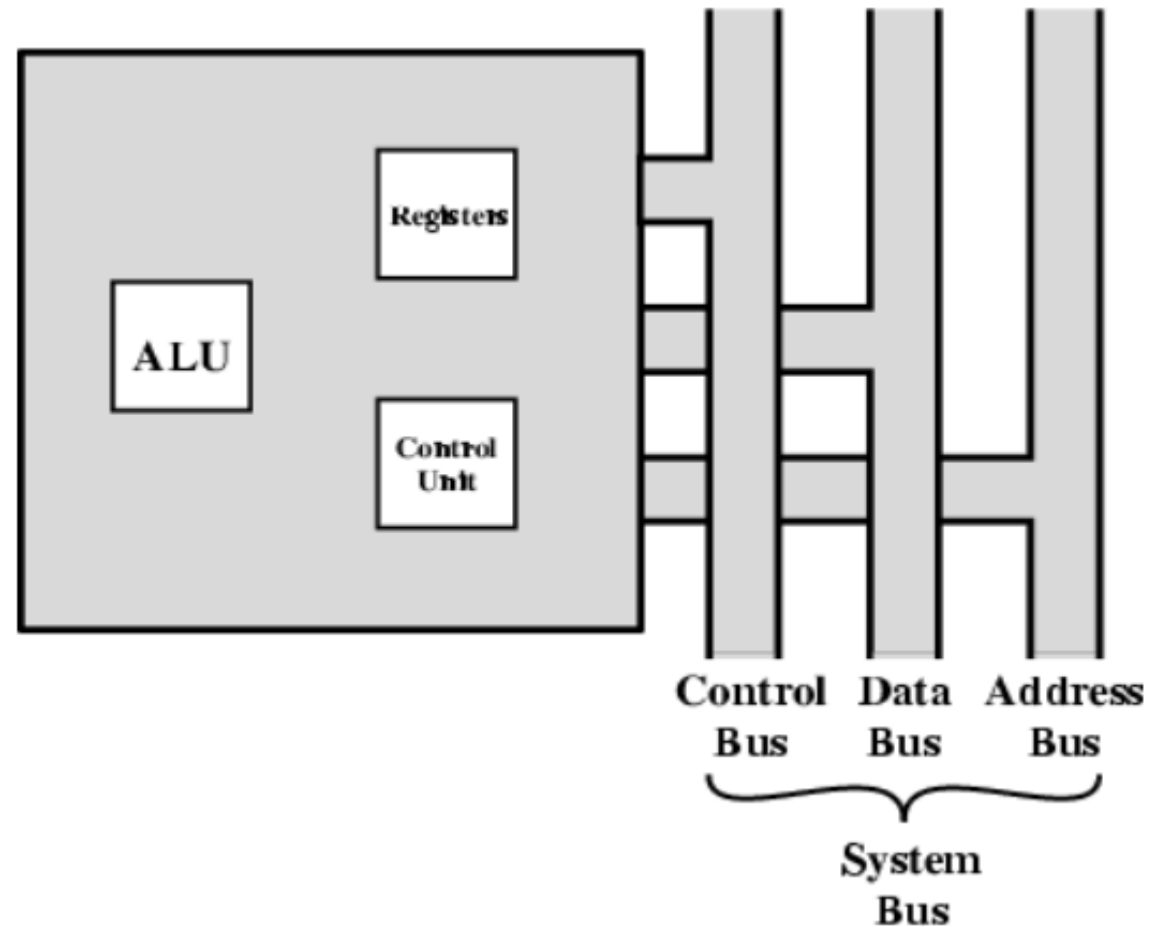 Registers
ALU
Control
Unit
Control Data Address
Bus Bus Bus
System
Bus